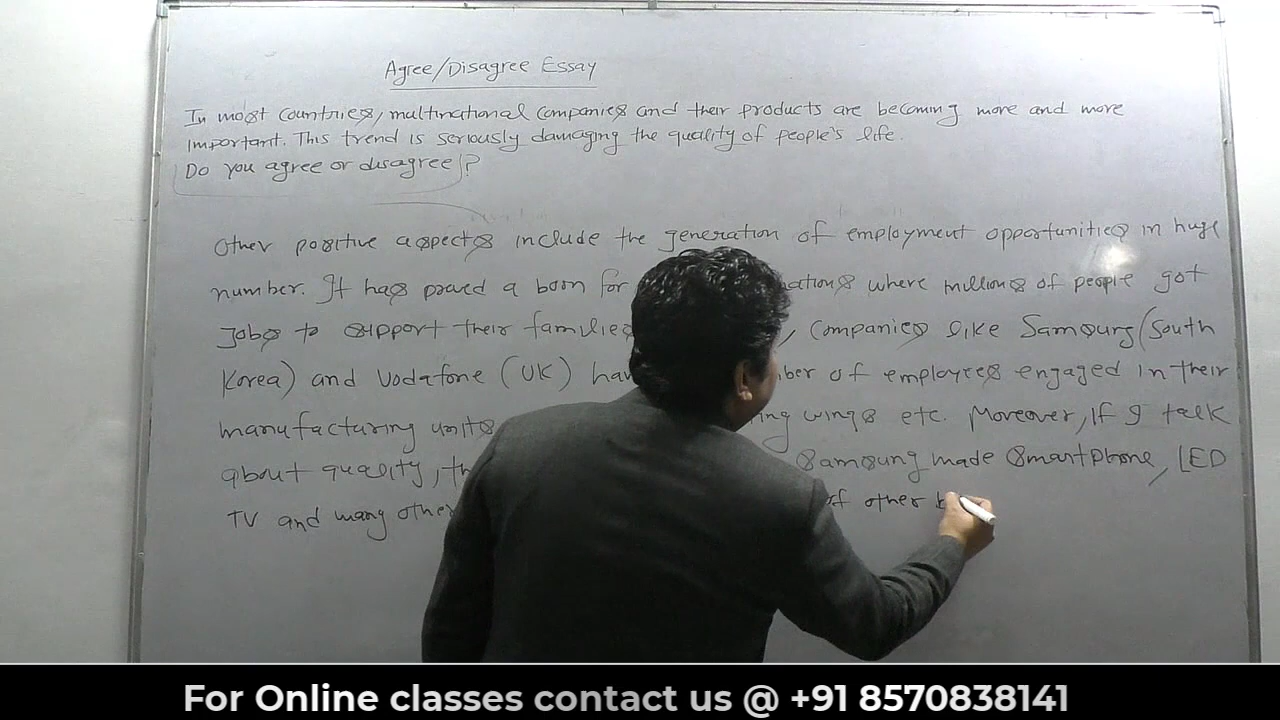 Agree/Disagree Essay
In most countries, multinational companies and their products are becoming more and more
important. This trend is seriously damaging the quality of people's life.
Do you agree or disagree?
Other positive aspects include the generation of employment opportunities in huge
number. It has proved a boon for where millions of people got
jobs to support their families , companies like Samsung (South
Korea) and Vodafone (UK) of employees engaged in their
manufacturing units wings etc. Moreover, if I talk
about quality, Samsung made smartphone, LED
TV and many other of other
For Online classes contact us @ +91 8570838141